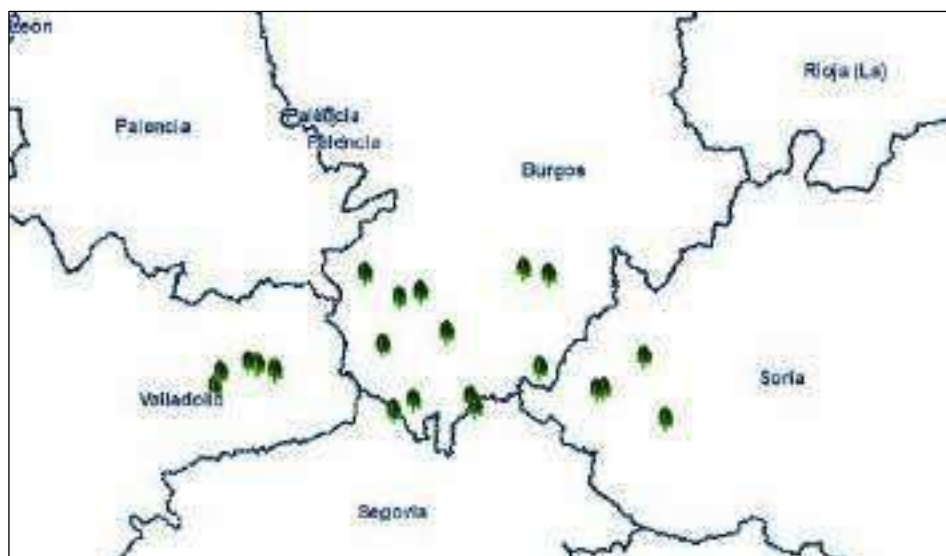 León
Rioja (La)
Palencia
Palencia
Palencia
Burgos
Soria
Valladolid
Segovia